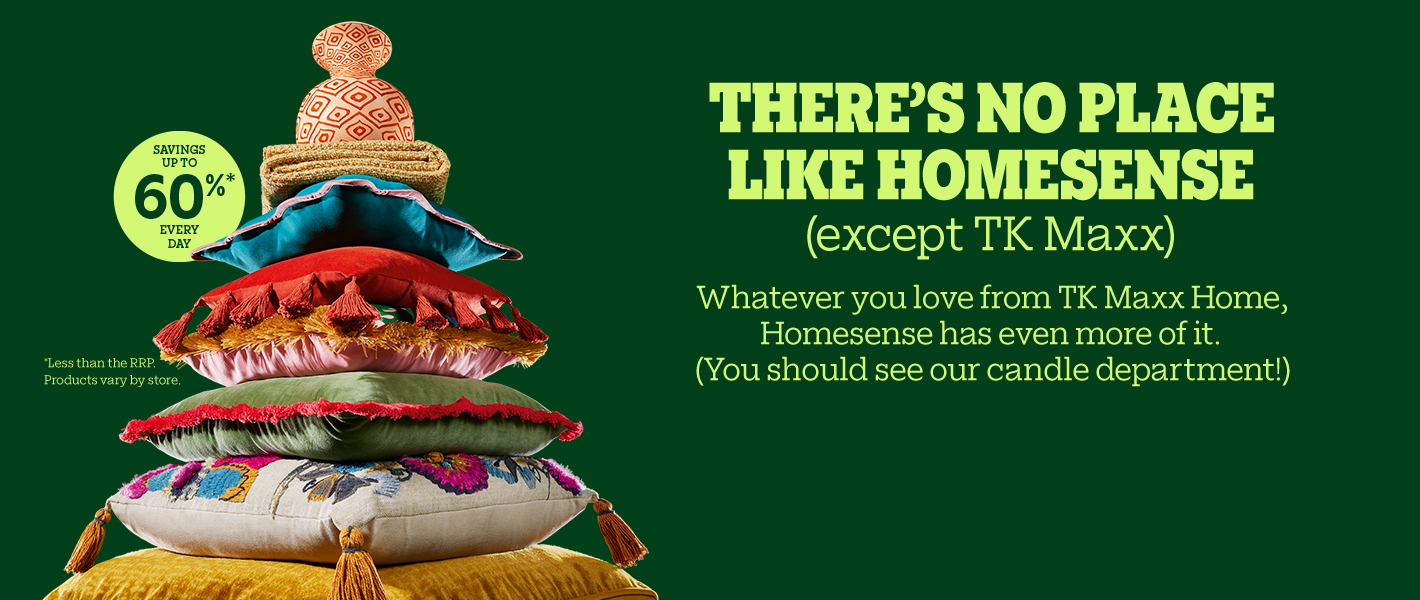 SAVINGS
UP TO
60%*
EVERY
DAY
*Less than the RRP.
Products vary by store.
THERE'S NO PLACE
LIKE HOMESENSE
(except TK Maxx)
Whatever you love from TK Maxx Home,
Homesense has even more of it.
(You should see our candle department!)